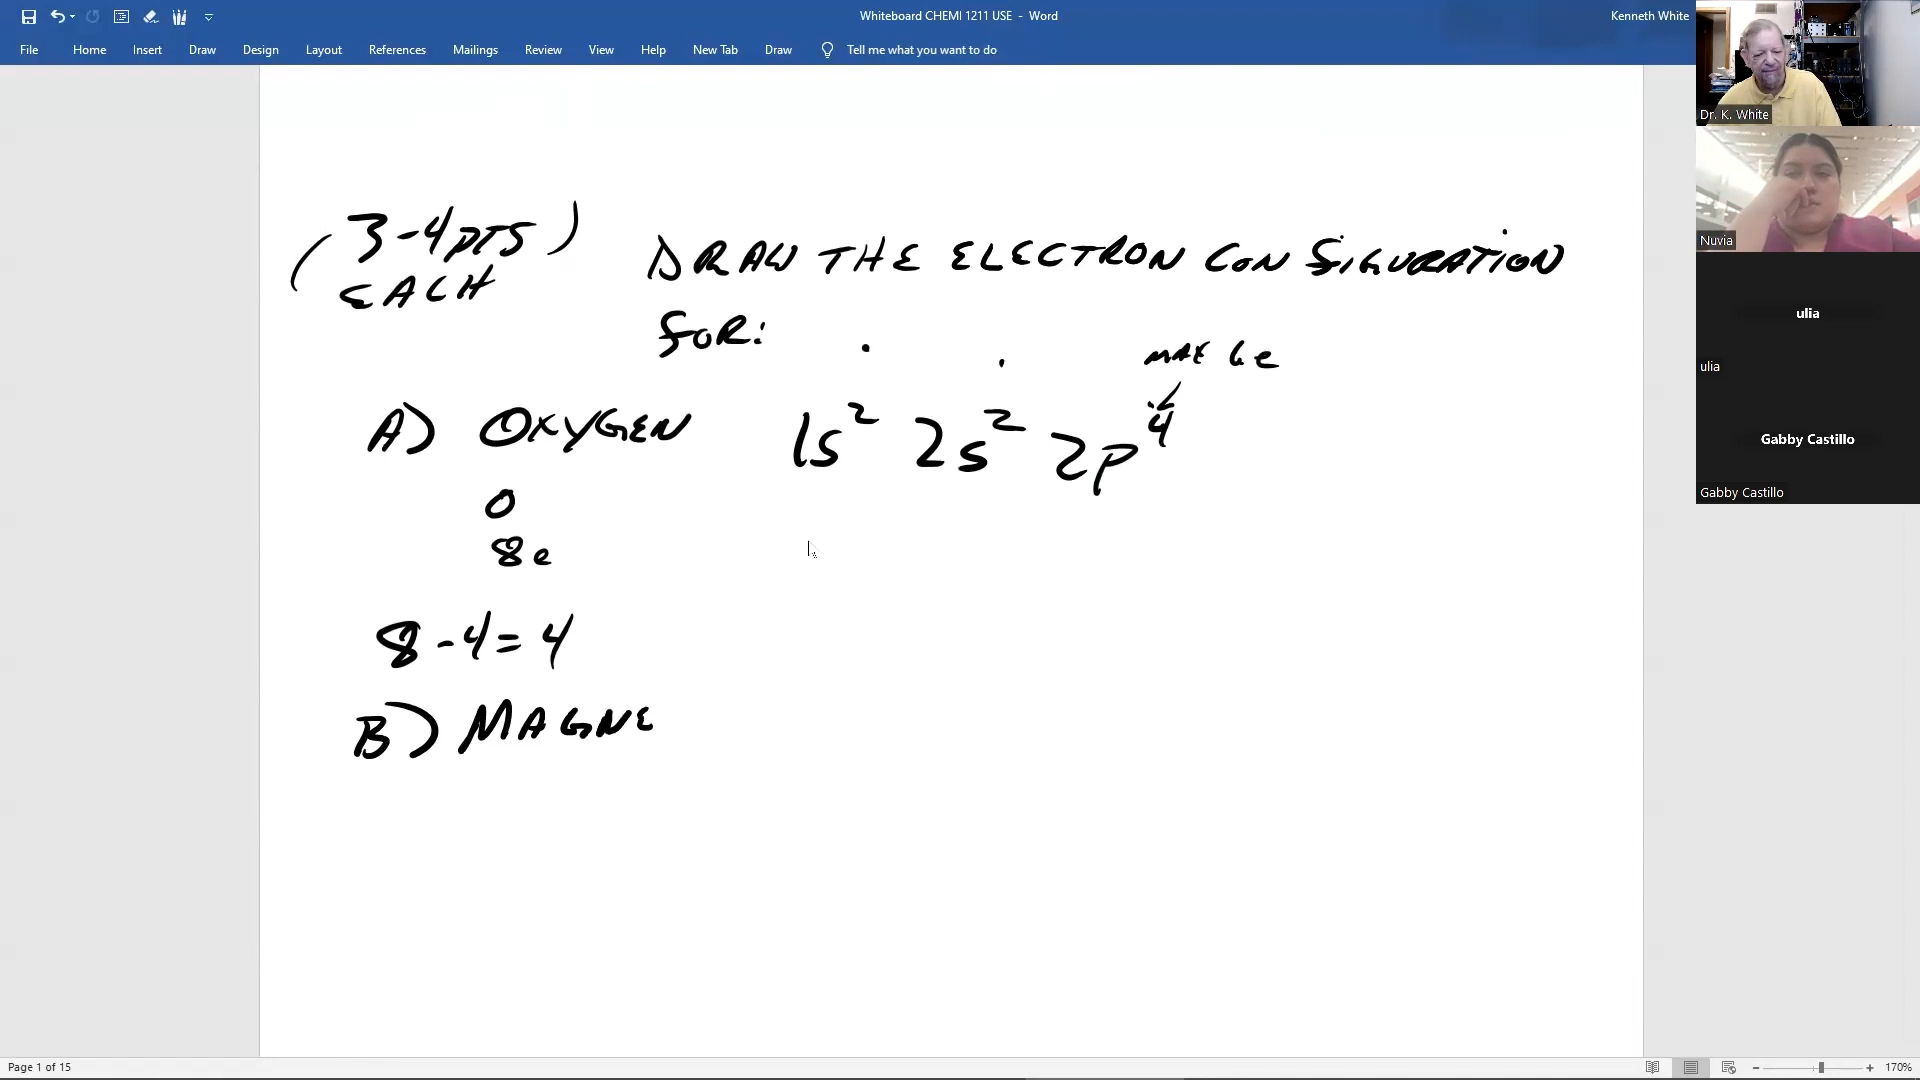 Whiteboard CHEMI 1211 USE - Word
Kenneth White
File Home Insert Draw Design Layout References Mailings Review View Help New Tab Draw Tell me what you want to do
Dr. K. White
Nuvia
ulia
ulia
Gabby Castillo
Gabby Castillo
(3-4 PTS)
EACH
DRAW THE ELECTRON CONFIGURATION
FOR:
MAX 6e
A) OXYGEN 1s² 2s² 2p⁴
O
8e
8-4=4
B) MAGNE
Page 1 of 15
170%